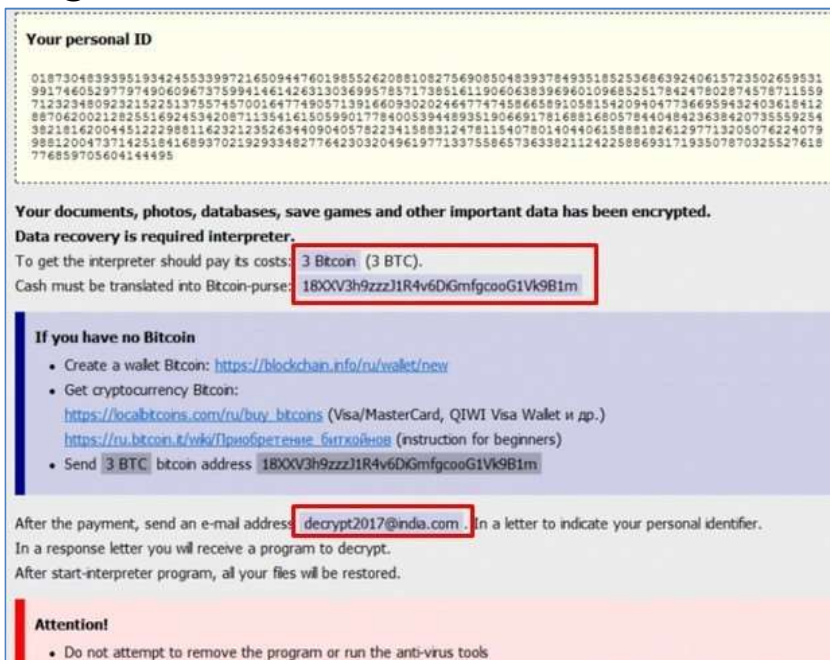 Your personal ID
01873048393951934245533997216509447601985526208810827569085048393784935185253686392406157235026595 31
Your documents, photos, databases, save games and other important data has been encrypted.
Data recovery is required interpreter.
To get the interpreter should pay its costs: 3 Bitcoin (3 BTC).
Cash must be translated into Bitcoin-purse: 18XXV3h9zzzJ1R4v6DiGmfgcooG1Vk9B1m
If you have no Bitcoin
• Create a wallet Bitcoin: https://blockchain.info/ru/wallet/new
• Get cryptocurrency Bitcoin:
https://localbitcoins.com/ru/buy_bitcoins (Visa/MasterCard, QIWI Visa Wallet и др.)
https://ru.bitcoin.it/wiki/Приобретение_биткойнов (instruction for beginners)
• Send 3 BTC bitcoin address 18XXV3h9zzzJ1R4v6DiGmfgcooG1Vk9B1m
After the payment, send an e-mail address decrypt2017@india.com . In a letter to indicate your personal identifier.
In a response letter you will receive a program to decrypt.
After start-interpreter program, all your files will be restored.
Attention!
• Do not attempt to remove the program or run the anti-virus tools